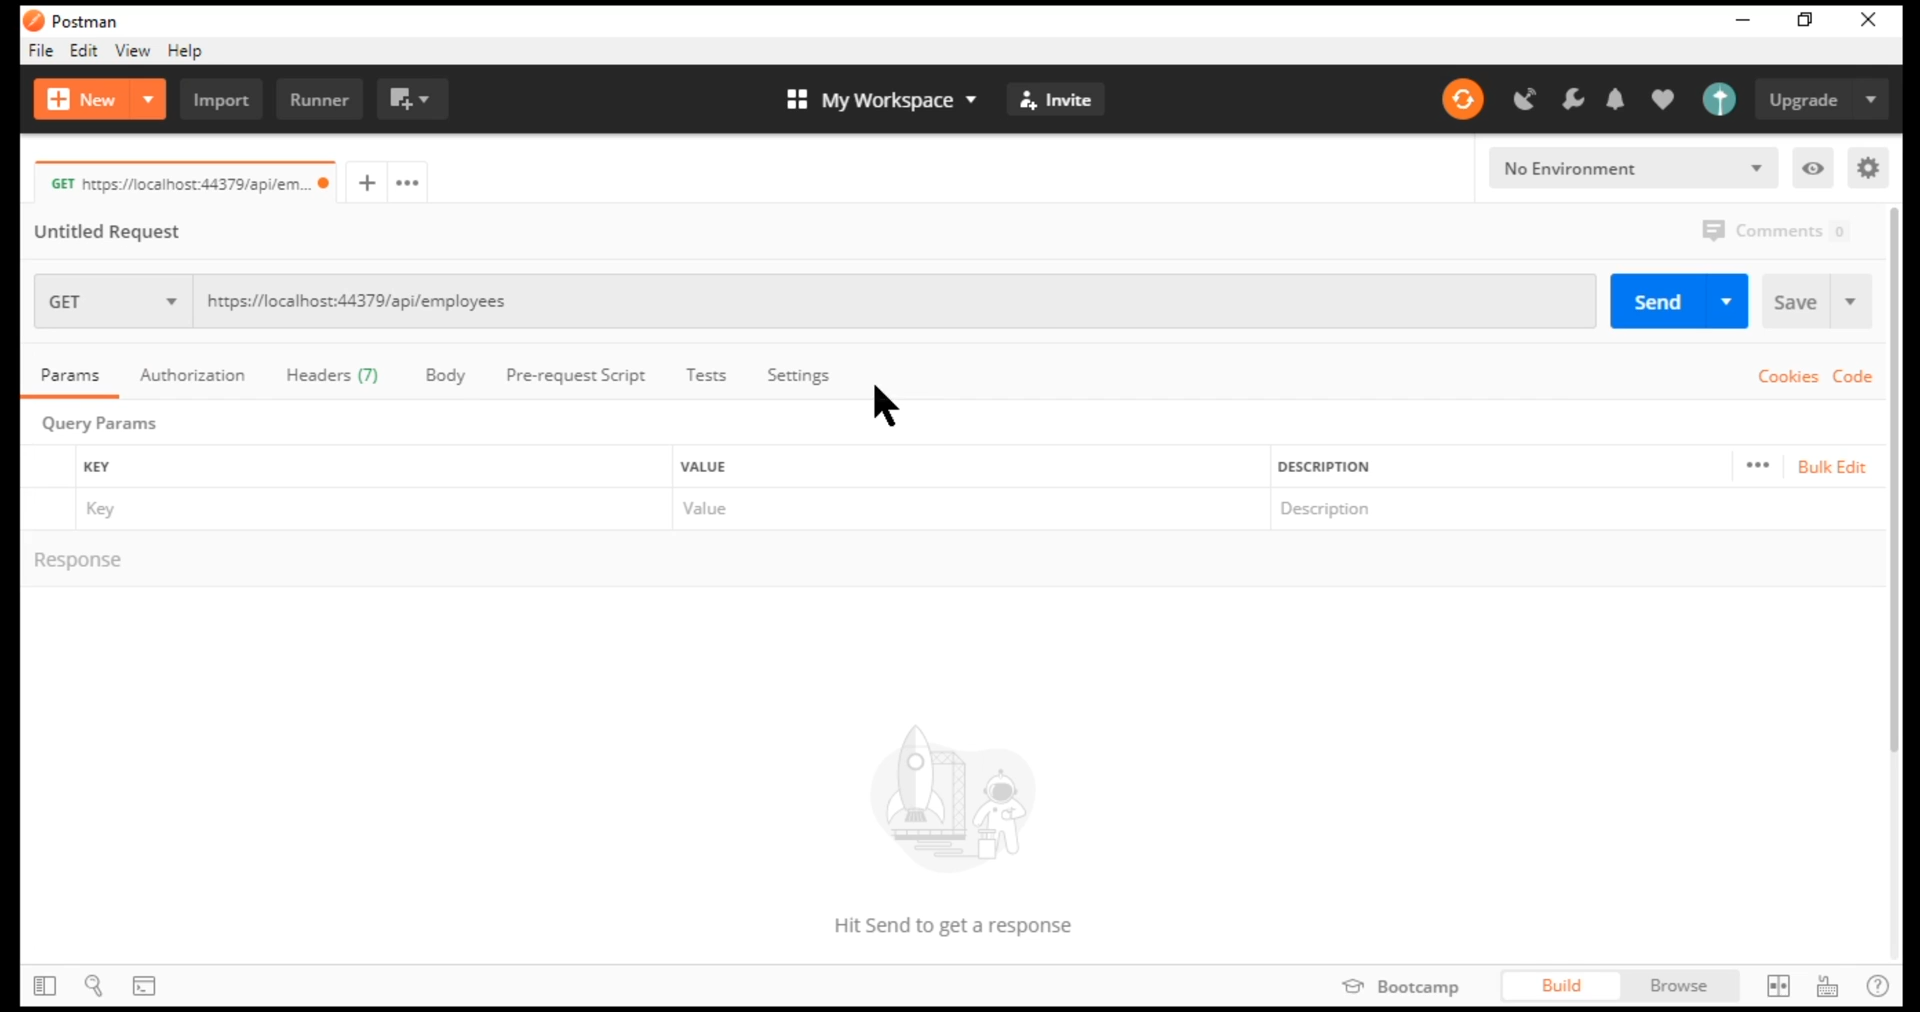 Postman
File Edit View Help
New Import Runner My Workspace Invite Upgrade
GET https://localhost:44379/api/em... No Environment
Untitled Request Comments 0
GET https://localhost:44379/api/employees Send Save
Params Authorization Headers (7) Body Pre-request Script Tests Settings Cookies Code
Query Params
KEY VALUE DESCRIPTION Bulk Edit
Key Value Description
Response
Hit Send to get a response
Bootcamp Build Browse